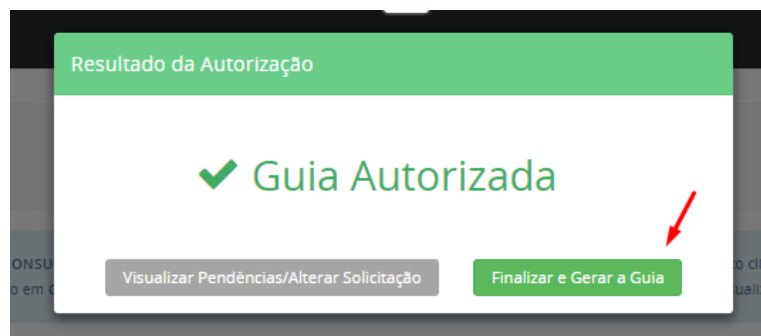 Resultado da Autorização
Guia Autorizada
Visualizar Pendências/Alterar Solicitação
Finalizar e Gerar a Guia